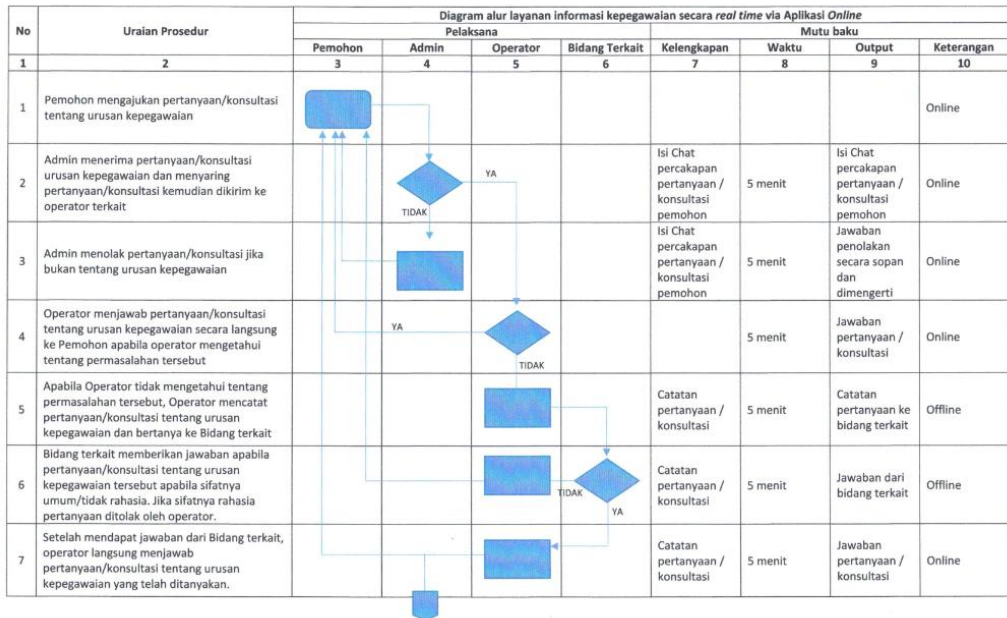 No
Uraian Prosedur
Diagram alur layanan informasi kepegawaian secara real time via Aplikasi Online
Pelaksana
Mutu baku
Pemohon
Admin
Operator
Bidang Terkait
Kelengkapan
Waktu
Output
Keterangan
1
2
3
4
5
6
7
8
9
10
1
Pemohon mengajukan pertanyaan/konsultasi
tentang urusan kepegawaian
Online
2
Admin menerima pertanyaan/konsultasi
urusan kepegawaian dan menyaring
pertanyaan/konsultasi kemudian dikirim ke
operator terkait
YA
TIDAK
Isi Chat
percakapan
pertanyaan /
konsultasi
pemohon
5 menit
Isi Chat
percakapan
pertanyaan /
konsultasi
pemohon
Online
3
Admin menolak pertanyaan/konsultasi jika
bukan tentang urusan kepegawaian
Isi Chat
percakapan
pertanyaan /
konsultasi
pemohon
5 menit
Jawaban
penolakan
secara sopan
dan
dimengerti
Online
4
Operator menjawab pertanyaan/konsultasi
tentang urusan kepegawaian secara langsung
ke Pemohon apabila operator mengetahui
tentang permasalahan tersebut
YA
TIDAK
5 menit
Jawaban
pertanyaan /
konsultasi
Online
5
Apabila Operator tidak mengetahui tentang
permasalahan tersebut, Operator mencatat
pertanyaan/konsultasi tentang urusan
kepegawaian dan bertanya ke Bidang terkait
Catatan
pertanyaan /
konsultasi
5 menit
Catatan
pertanyaan ke
bidang terkait
Offline
6
Bidang terkait memberikan jawaban apabila
pertanyaan/konsultasi tentang urusan
kepegawaian tersebut apabila sifatnya
umum/tidak rahasia. Jika sifatnya rahasia
pertanyaan ditolak oleh operator.
TIDAK
YA
Catatan
pertanyaan /
konsultasi
5 menit
Jawaban dari
bidang terkait
Offline
7
Setelah mendapat jawaban dari Bidang terkait,
operator langsung menjawab
pertanyaan/konsultasi tentang urusan
kepegawaian yang telah ditanyakan.
Catatan
pertanyaan /
konsultasi
5 menit
Jawaban
pertanyaan /
konsultasi
Online